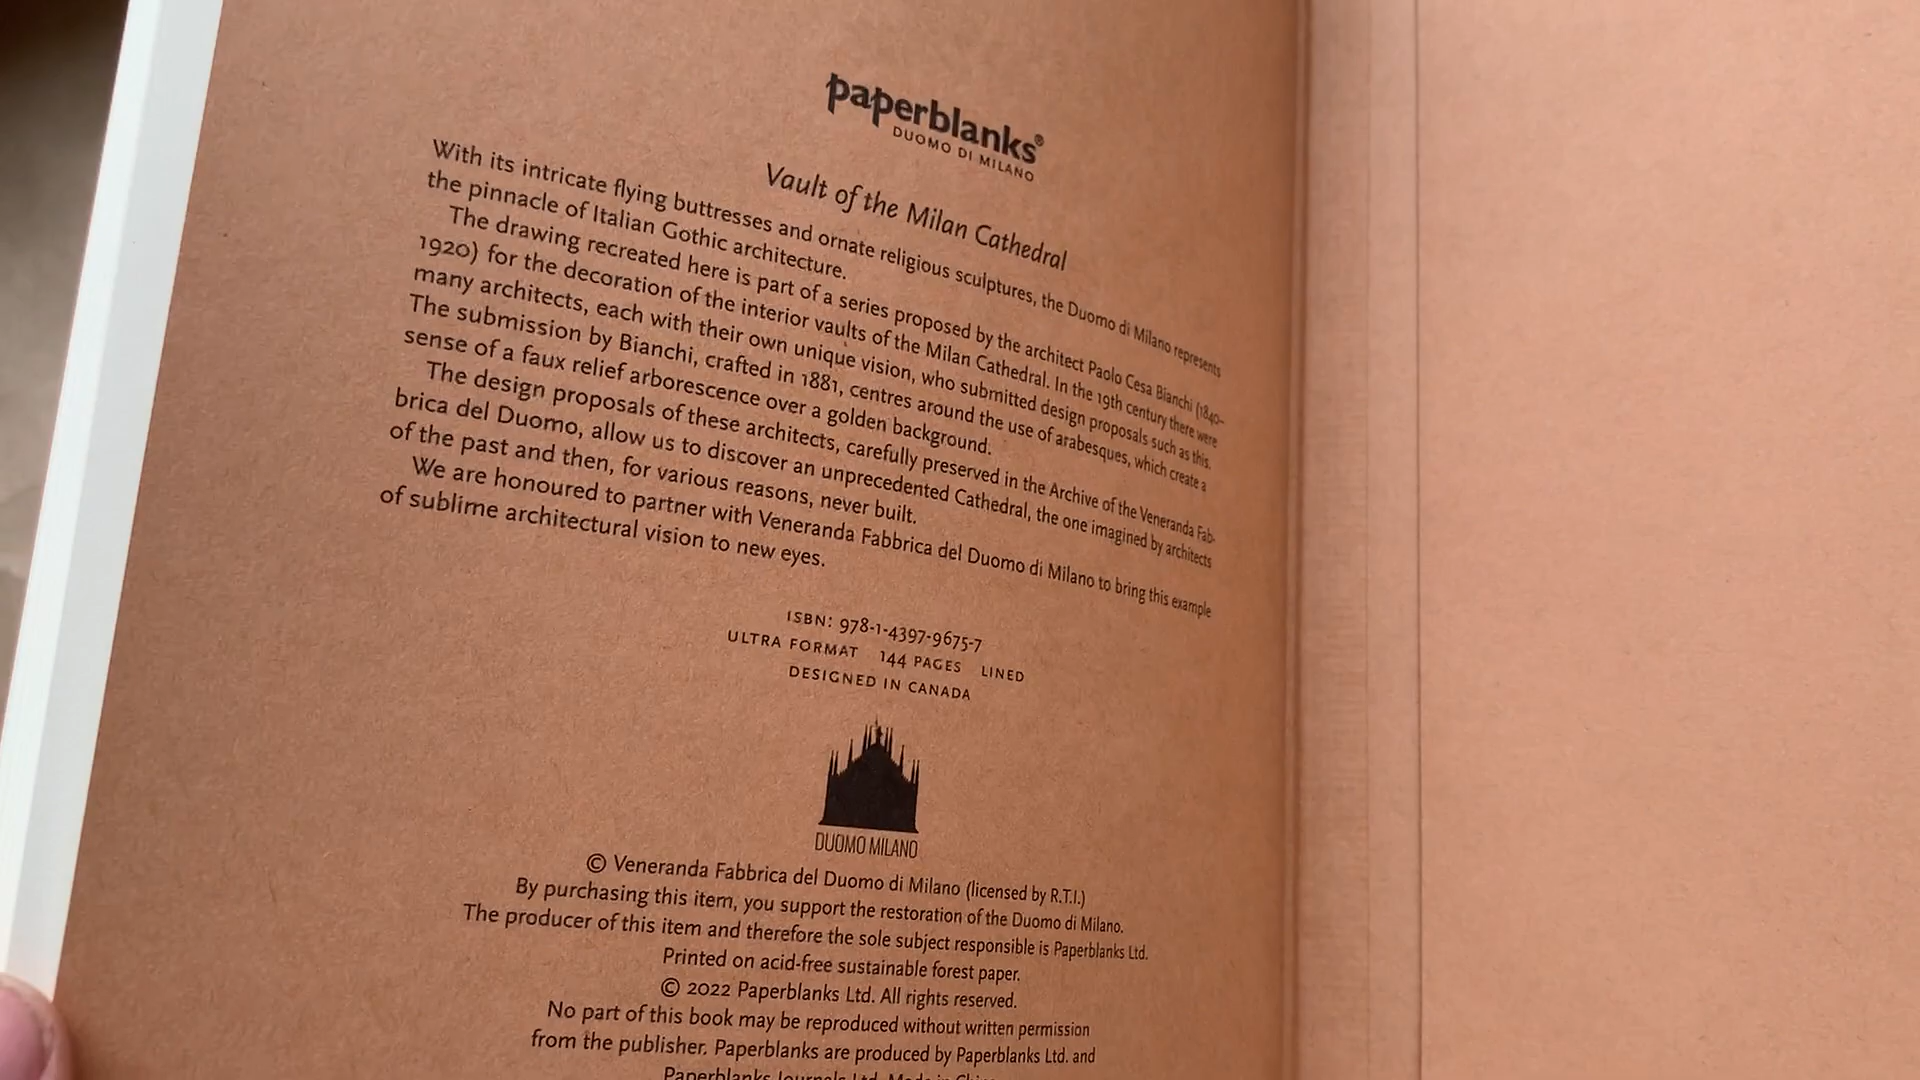 paperblanks®
DUOMO DI MILANO
Vault of the Milan Cathedral
With its intricate flying buttresses and ornate religious sculptures, the Duomo di Milano represents
the pinnacle of Italian Gothic architecture.
The drawing recreated here is part of a series proposed by the architect Paolo Cesa Bianchi (1840–
1920) for the decoration of the interior vaults of the Milan Cathedral. In the 19th century there were
many architects, each with their own unique vision, who submitted design proposals such as this.
The submission by Bianchi, crafted in 1881, centres around the use of arabesques, which create a
sense of a faux relief arborescence over a golden background.
The design proposals of these architects, carefully preserved in the Archive of the Veneranda Fab-
brica del Duomo, allow us to discover an unprecedented Cathedral, the one imagined by architects
of the past and then, for various reasons, never built.
We are honoured to partner with Veneranda Fabbrica del Duomo di Milano to bring this example
of sublime architectural vision to new eyes.
ISBN: 978-1-4397-9675-7
ULTRA FORMAT 144 PAGES LINED
DESIGNED IN CANADA
DUOMO MILANO
© Veneranda Fabbrica del Duomo di Milano (licensed by R.T.I.)
By purchasing this item, you support the restoration of the Duomo di Milano.
The producer of this item and therefore the sole subject responsible is Paperblanks Ltd.
Printed on acid-free sustainable forest paper.
© 2022 Paperblanks Ltd. All rights reserved.
No part of this book may be reproduced without written permission
from the publisher. Paperblanks are produced by Paperblanks Ltd. and
Paperblanks Journals Ltd. Made in